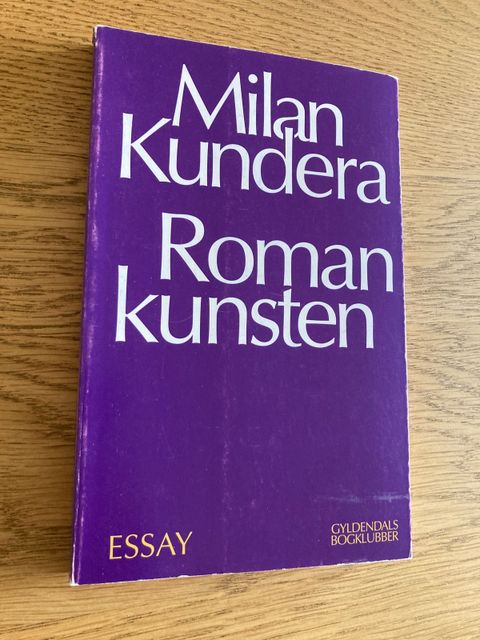 Milan
Kundera
Roman
kunsten
ESSAY
GYLDENDALS
BOGKLUBBER